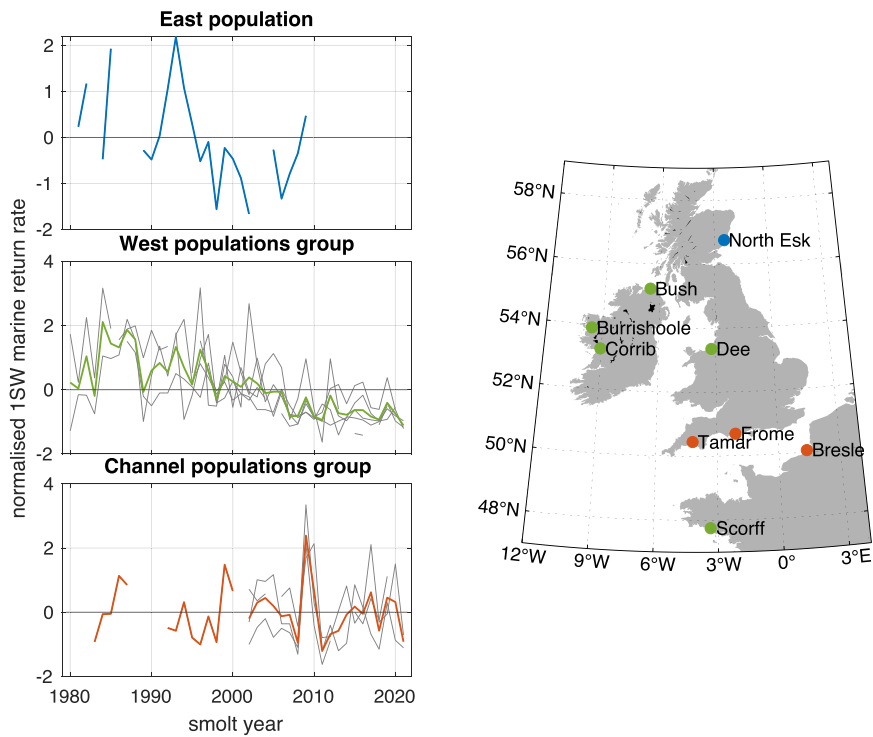 East population
2
1
0
-1
-2
West populations group
4
2
0
-2
Channel populations group
4
2
0
-2
1980 1990 2000 2010 2020
smolt year
normalised 1SW marine return rate
58°N
56°N
54°N
52°N
50°N
48°N
12°W 9°W 6°W 3°W 0° 3°E
North Esk
Bush
Burrishoole
Corrib
Dee
Frome
Tamar
Bresle
Scorff